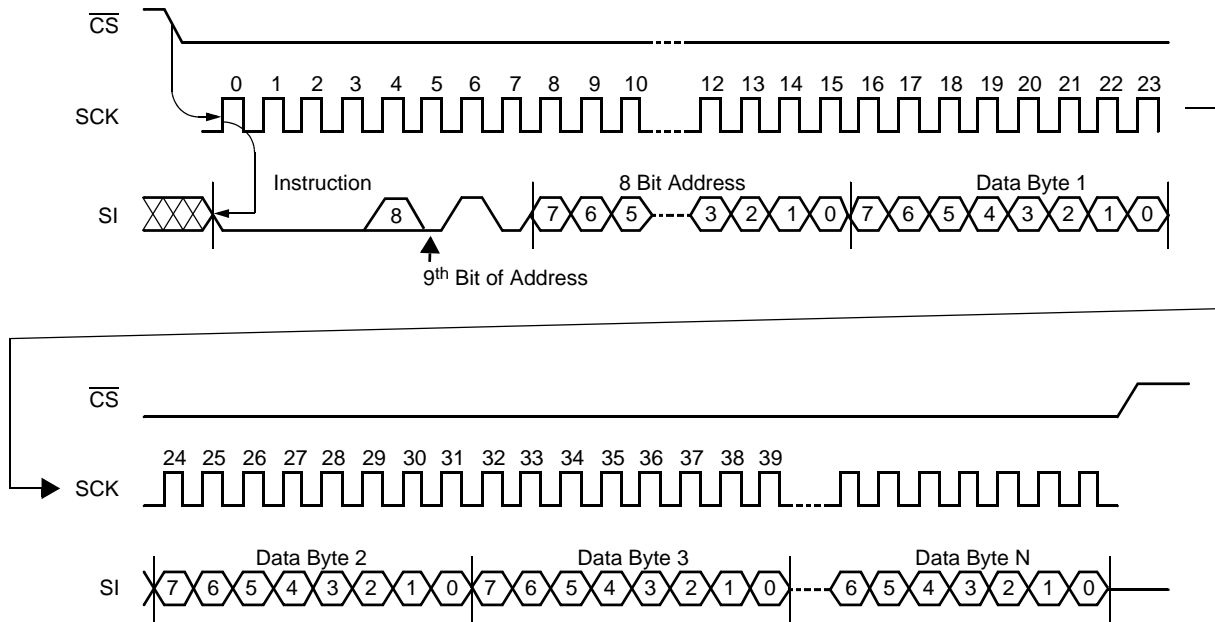 CS
0 1 2 3 4 5 6 7 8 9 10 12 13 14 15 16 17 18 19 20 21 22 23
SCK
Instruction 8 Bit Address Data Byte 1
SI 8 7 6 5 3 2 1 0 7 6 5 4 3 2 1 0
9th Bit of Address
CS
24 25 26 27 28 29 30 31 32 33 34 35 36 37 38 39
SCK
Data Byte 2 Data Byte 3 Data Byte N
SI 7 6 5 4 3 2 1 0 7 6 5 4 3 2 1 0 6 5 4 3 2 1 0